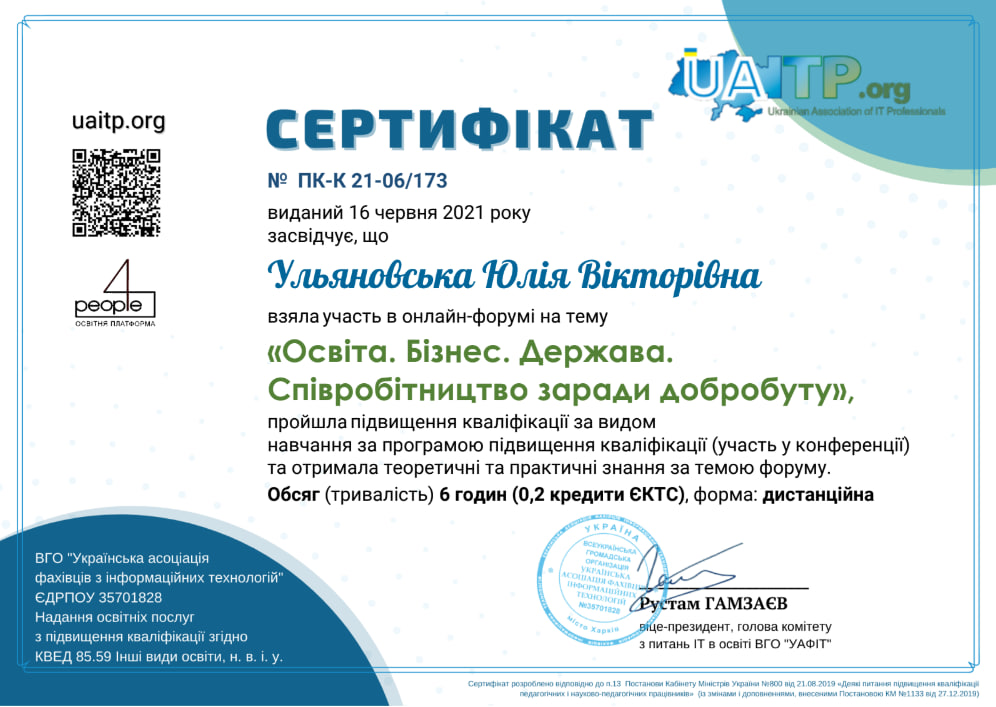 uaitp.org
people 4
ОСВІТНЯ ПЛАТФОРМА
UAITP.org
Ukrainian Association of IT Professionals
СЕРТИФІКАТ
№ ПК-К 21-06/173
виданий 16 червня 2021 року
засвідчує, що
Ульяновська Юлія Вікторівна
взяла участь в онлайн-форумі на тему
«Освіта. Бізнес. Держава.
Співробітництво заради добробуту»,
пройшла підвищення кваліфікації за видом
навчання за програмою підвищення кваліфікації (участь у конференції)
та отримала теоретичні та практичні знання за темою форуму.
Обсяг (тривалість) 6 годин (0,2 кредити ЄКТС), форма: дистанційна
ВГО "Українська асоціація
фахівців з інформаційних технологій"
ЄДРПОУ 35701828
Надання освітніх послуг
з підвищення кваліфікації згідно
КВЕД 85.59 Інші види освіти, н. в. і. у.
УКРАЇНА
ВСЕУКРАЇНСЬКА
ГРОМАДСЬКА
ОРГАНІЗАЦІЯ
УКРАЇНСЬКА
АСОЦІАЦІЯ ФАХІВЦІВ
ІНФОРМАЦІЙНИХ
ТЕХНОЛОГІЙ
№35701828
місто Харків
Рустам ГАМЗАЄВ
віце-президент, голова комітету
з питань ІТ в освіті ВГО "УАФІТ"
Сертифікат розроблено відповідно до п.13 Постанови Кабінету Міністрів України №800 від 21.08.2019 «Деякі питання підвищення кваліфікації
педагогічних і науково-педагогічних працівників» (із змінами і доповненнями, внесеними Постановою КМ №1133 від 27.12.2019)